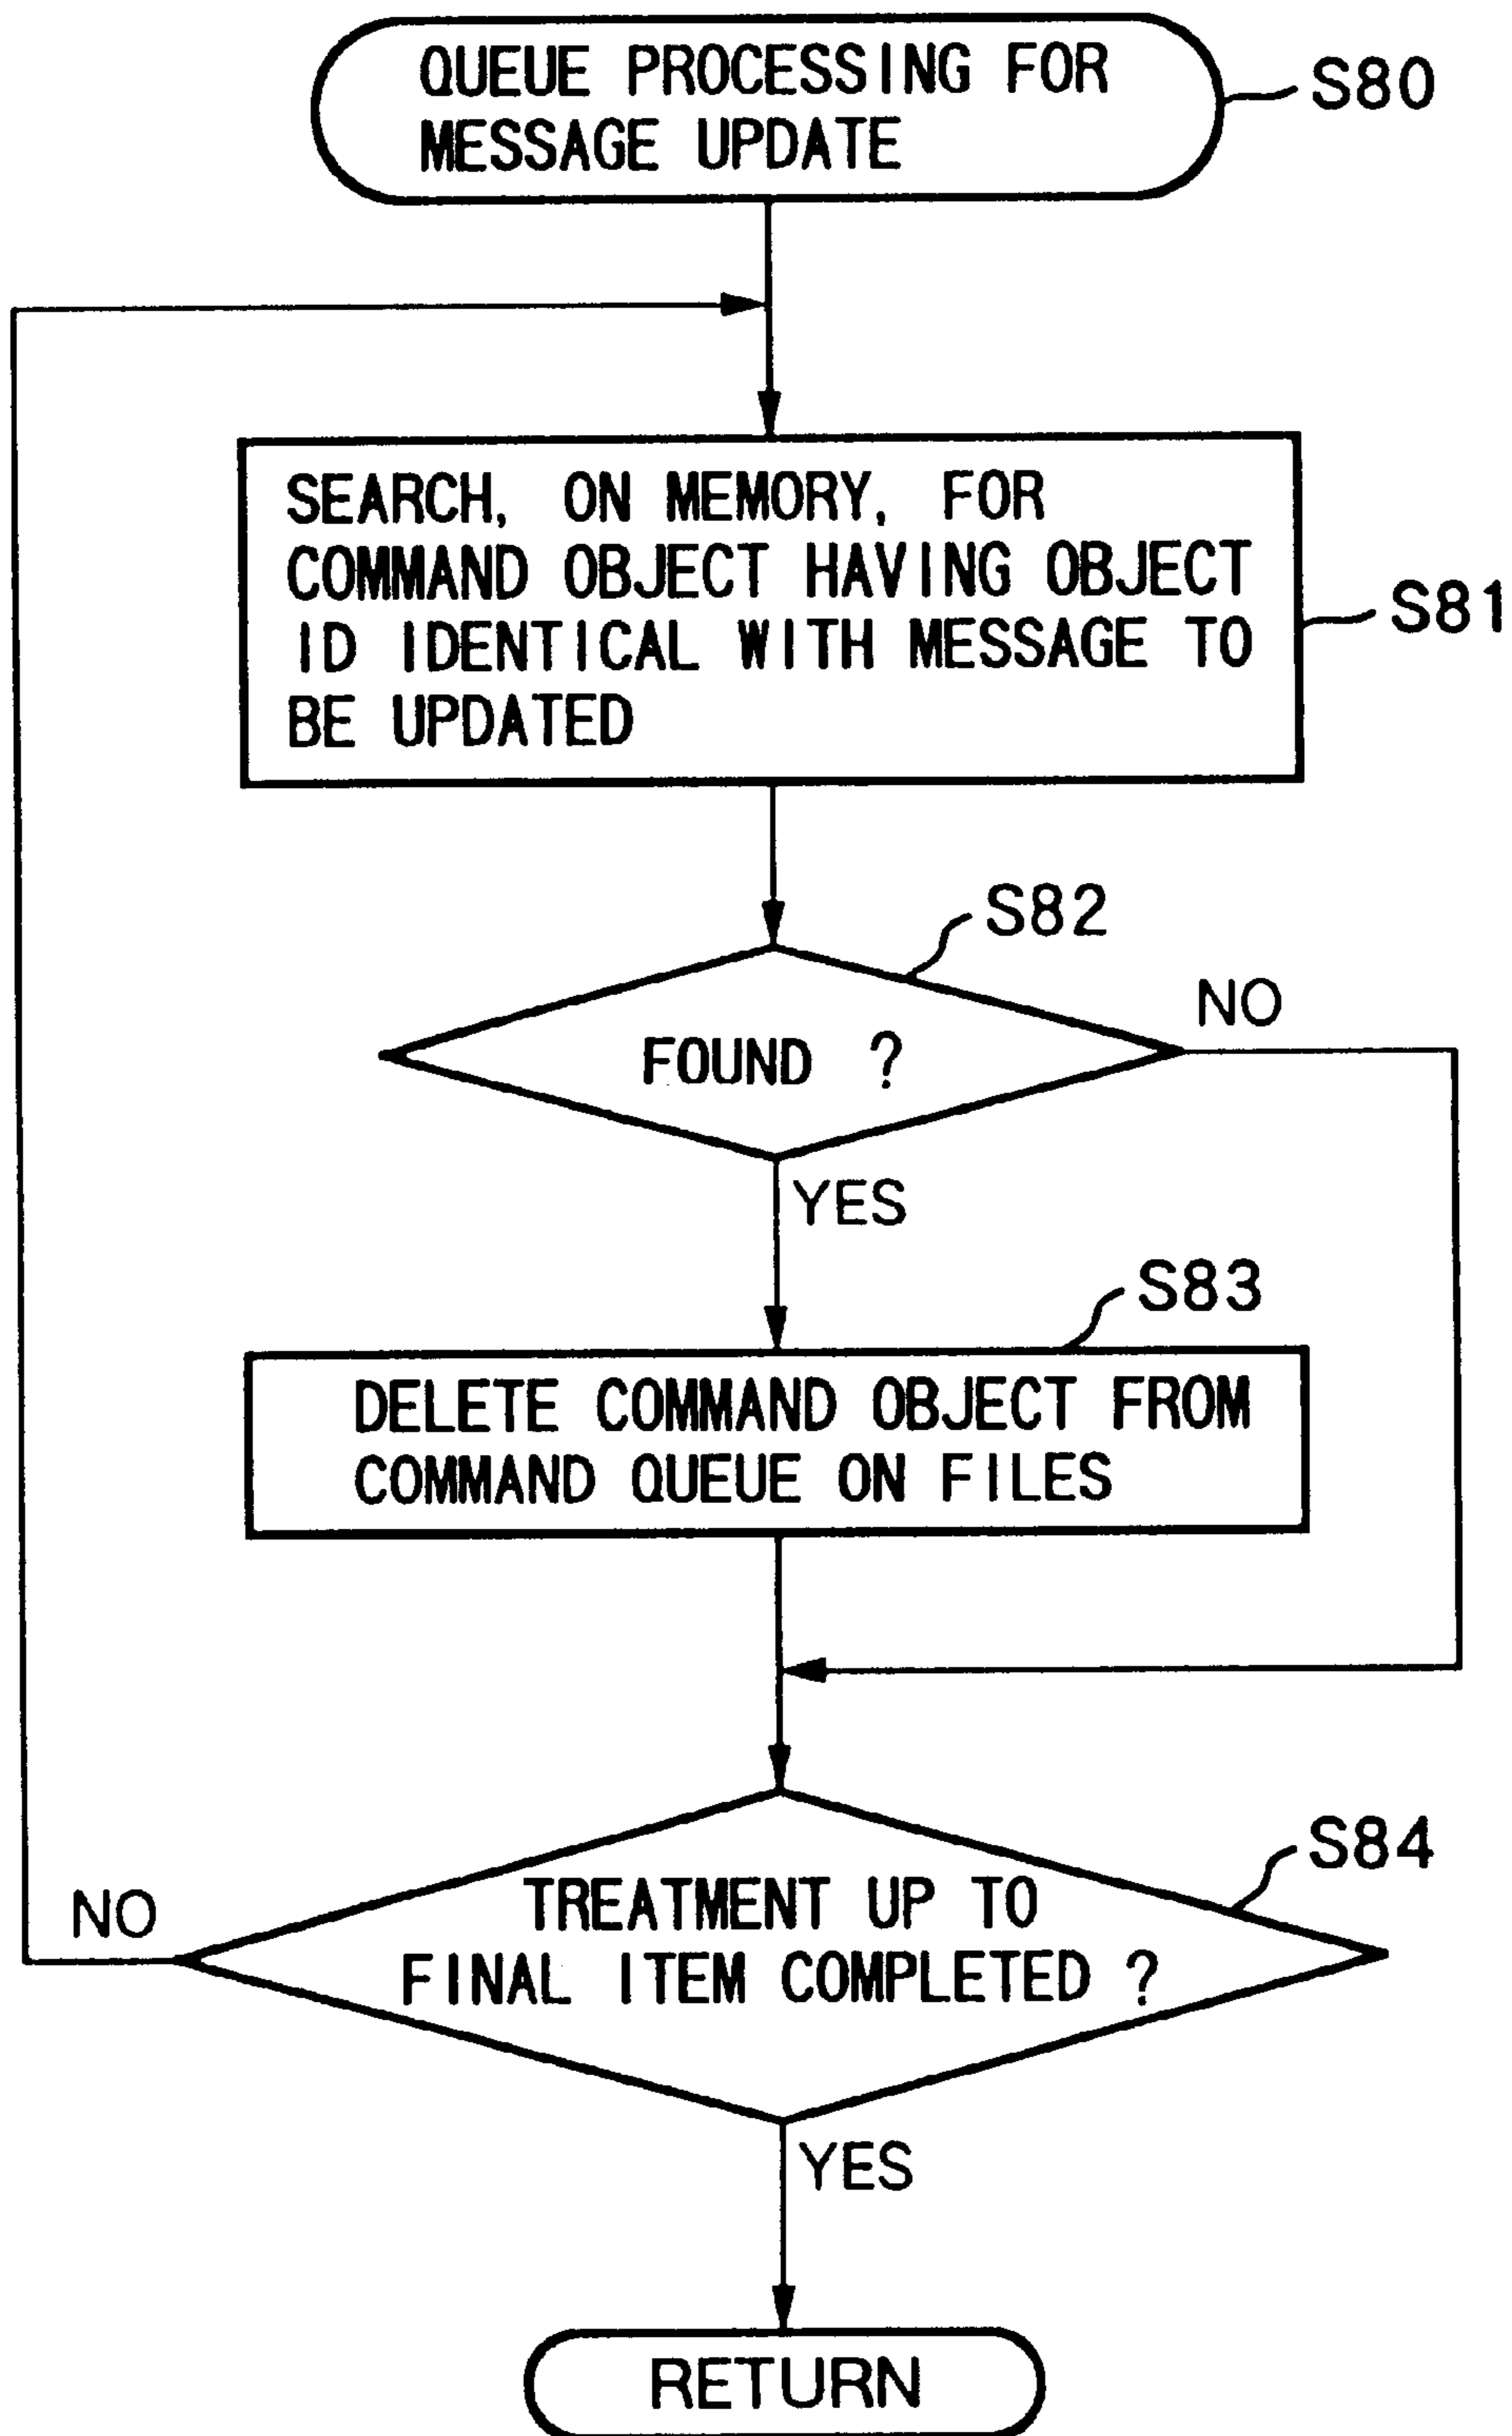 QUEUE PROCESSING FOR
MESSAGE UPDATE
S80
SEARCH, ON MEMORY, FOR
COMMAND OBJECT HAVING OBJECT
ID IDENTICAL WITH MESSAGE TO
BE UPDATED
S81
S82
FOUND ?
NO
YES
S83
DELETE COMMAND OBJECT FROM
COMMAND QUEUE ON FILES
S84
TREATMENT UP TO
FINAL ITEM COMPLETED ?
NO
YES
RETURN